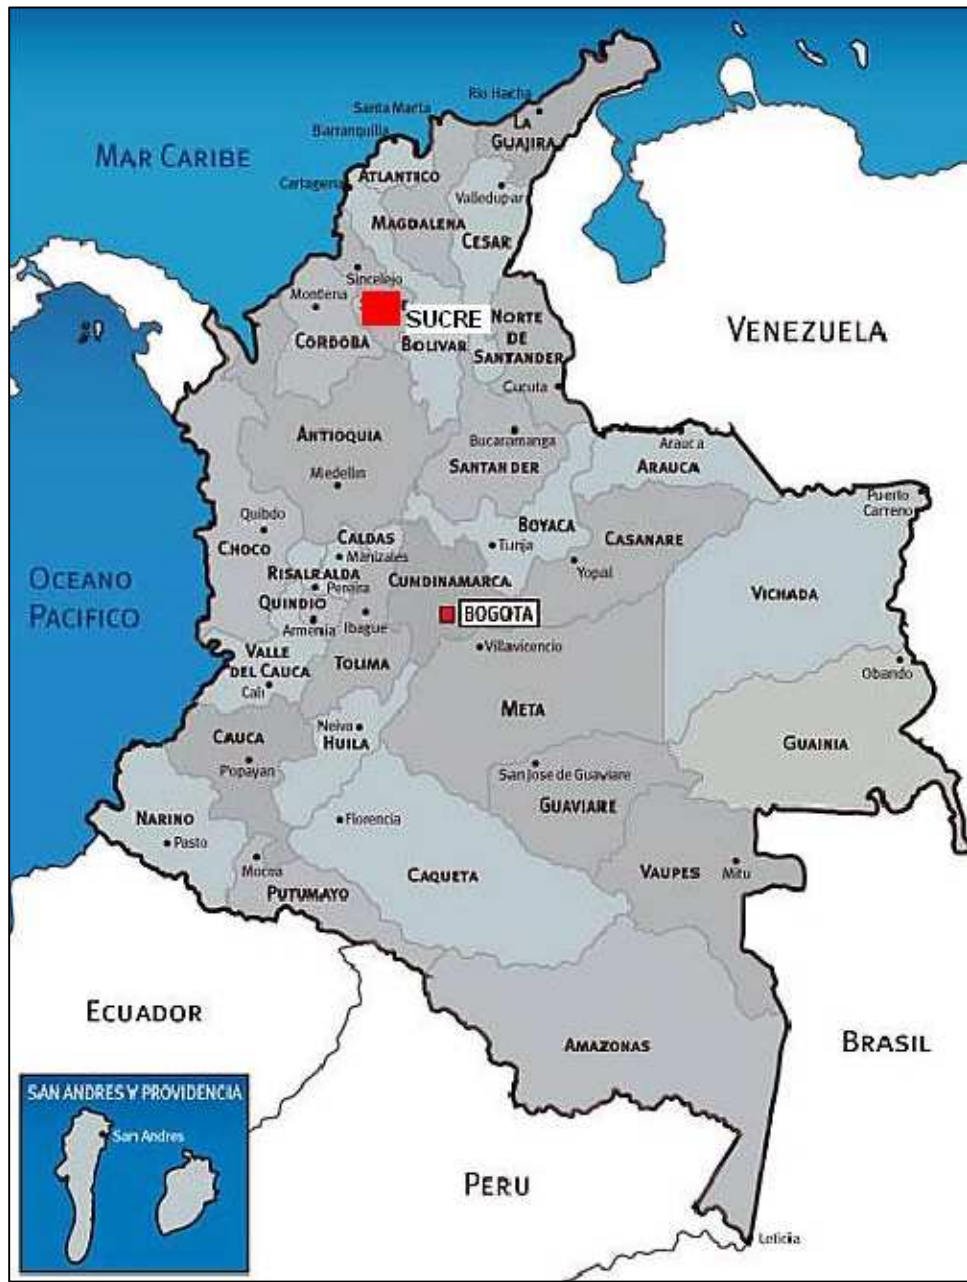 Rio Hacha
Santa Marta
LA
GUAJIRA
Barranquilla
MAR CARIBE
ATLANTICO
Cartagena
Valledupar
MAGDALENA
CESAR
Sincelejo
Monteria
SUCRE
NORTE
DE
SANTANDER
VENEZUELA
CORDOBA
BOLIVAR
Cucuta
ANTIOQUIA
Bucaramanga
Arauca
SANTANDER
ARAUCA
Medellin
Puerto
Carreno
Quibdo
BOYACA
CHOCO
CALDAS
Tunja
CASANARE
Manizales
OCEANO
PACIFICO
RISALRALDA
CUNDINAMARCA
Yopal
Pereira
VICHADA
QUINDIO
BOGOTA
Armenia
Ibague
VALLE
DEL CAUCA
TOLIMA
Villavicencio
Obando
Cali
META
Neiva
CAUCA
HUILA
GUAINIA
Popayan
San Jose de Guaviare
GUAVIARE
NARINO
Florencia
Pasto
Mocoa
CAQUETA
VAUPES
Mitu
PUTUMAYO
ECUADOR
BRASIL
AMAZONAS
SAN ANDRES Y PROVIDENCIA
San Andres
PERU
Leticia